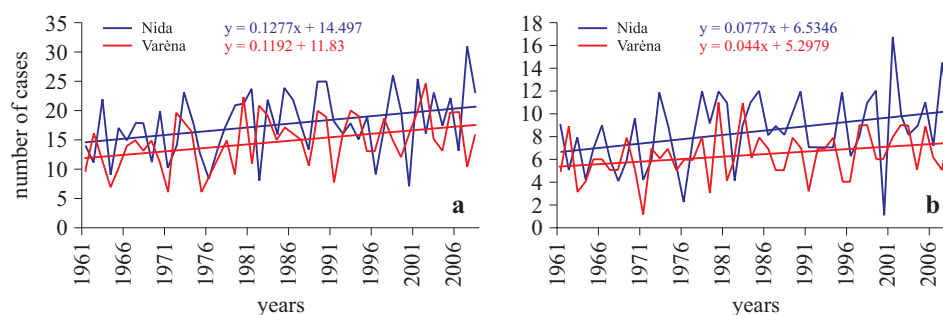 number of cases
35
30
25
20
15
10
5
0
Nida y = 0.1277x + 14.497
Varėna y = 0.1192 + 11.83
a
1961 1966 1971 1976 1981 1986 1991 1996 2001 2006
years
18
16
14
12
10
8
6
4
2
0
Nida y = 0.0777x + 6.5346
Varėna y = 0.044x + 5.2979
b
1961 1966 1971 1976 1981 1986 1991 1996 2001 2006
years